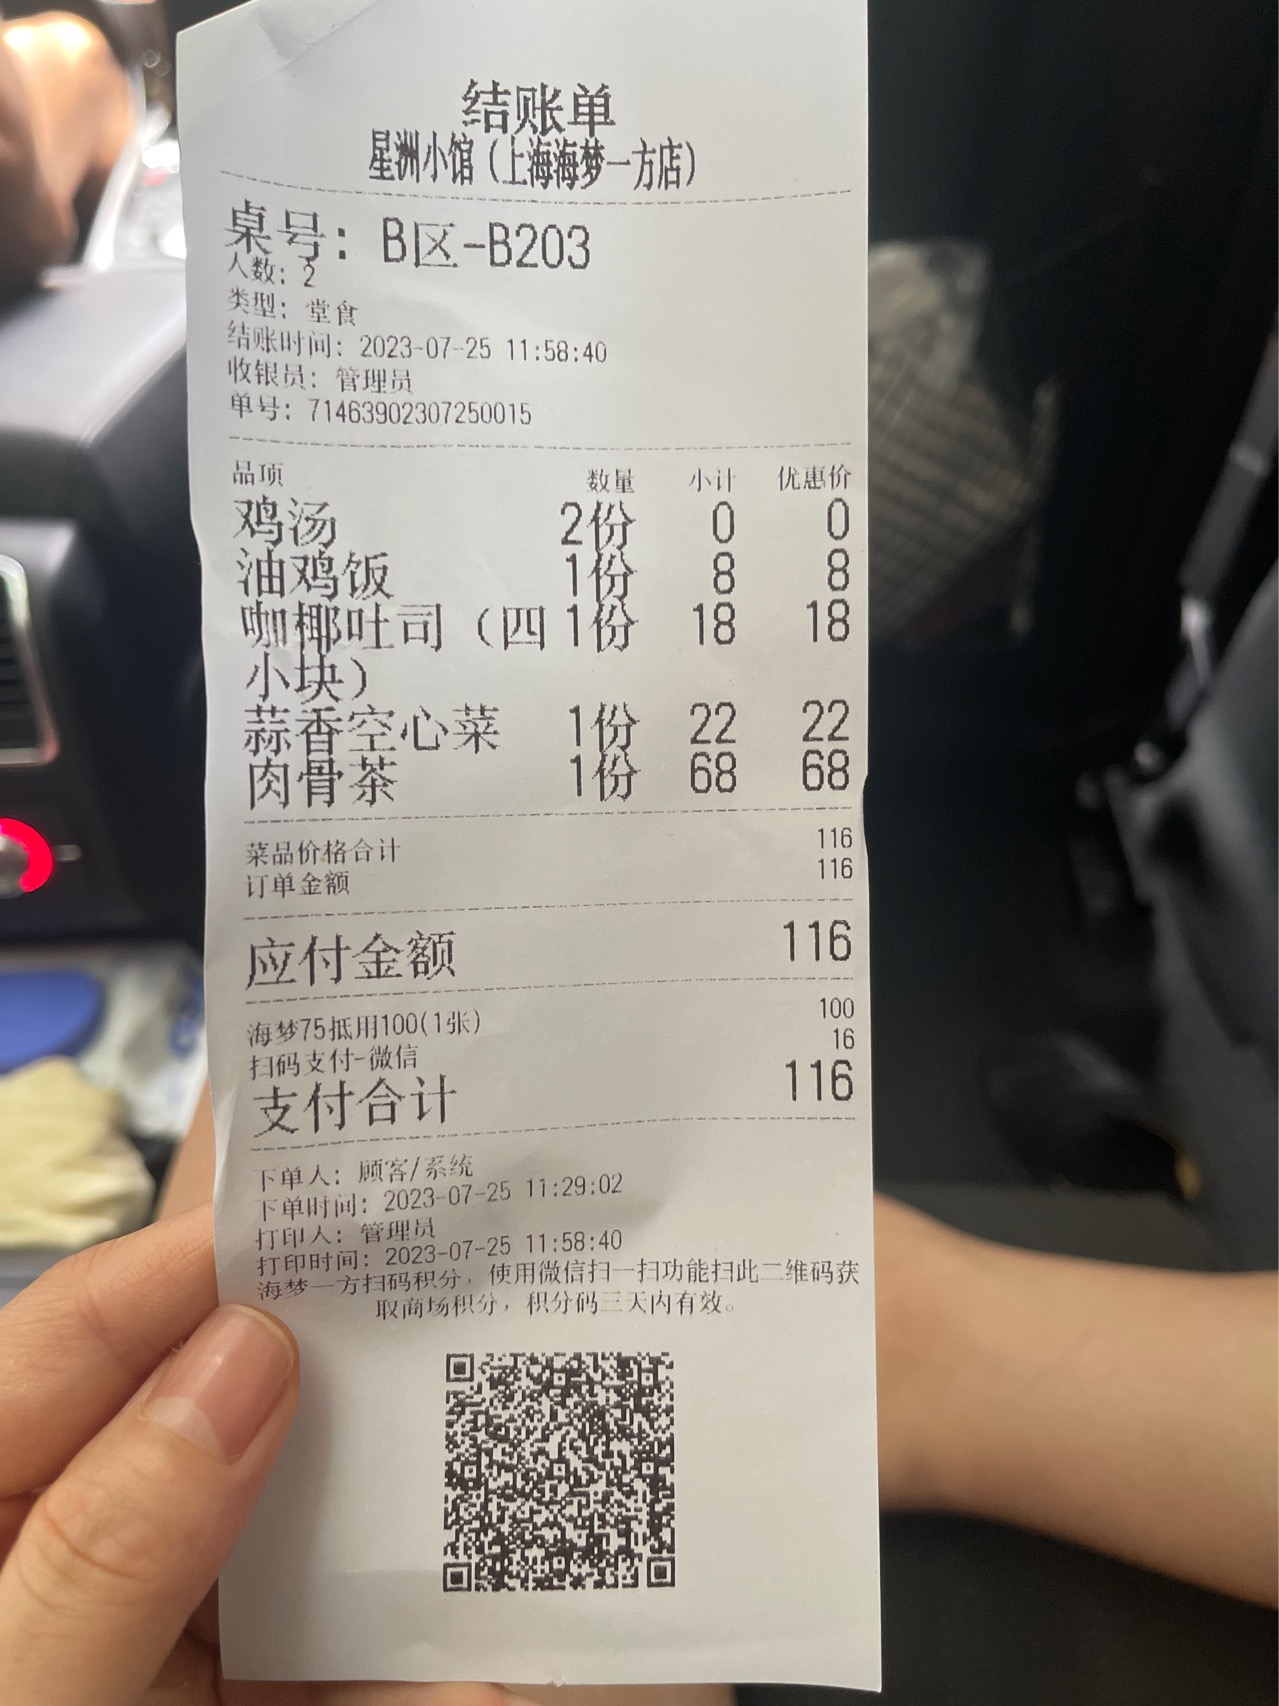 结账单
星洲小馆（上海海梦一方店）
桌号：B区-B203
人数：2
类型：堂食
结账时间：2023-07-25 11:58:40
收银员：管理员
单号：71463902307250015
品项 数量 小计 优惠价
鸡汤 2份 0 0
油鸡饭 1份 8 8
咖椰吐司（四 1份 18 18
小块）
蒜香空心菜 1份 22 22
肉骨茶 1份 68 68
菜品价格合计 116
订单金额 116
应付金额 116
海梦75抵用100(1张) 100
扫码支付-微信 16
支付合计 116
下单人：顾客/系统
下单时间：2023-07-25 11:29:02
打印人：管理员
打印时间：2023-07-25 11:58:40
海梦一方扫码积分，使用微信扫一扫功能扫此二维码获
取商场积分，积分码三天内有效。